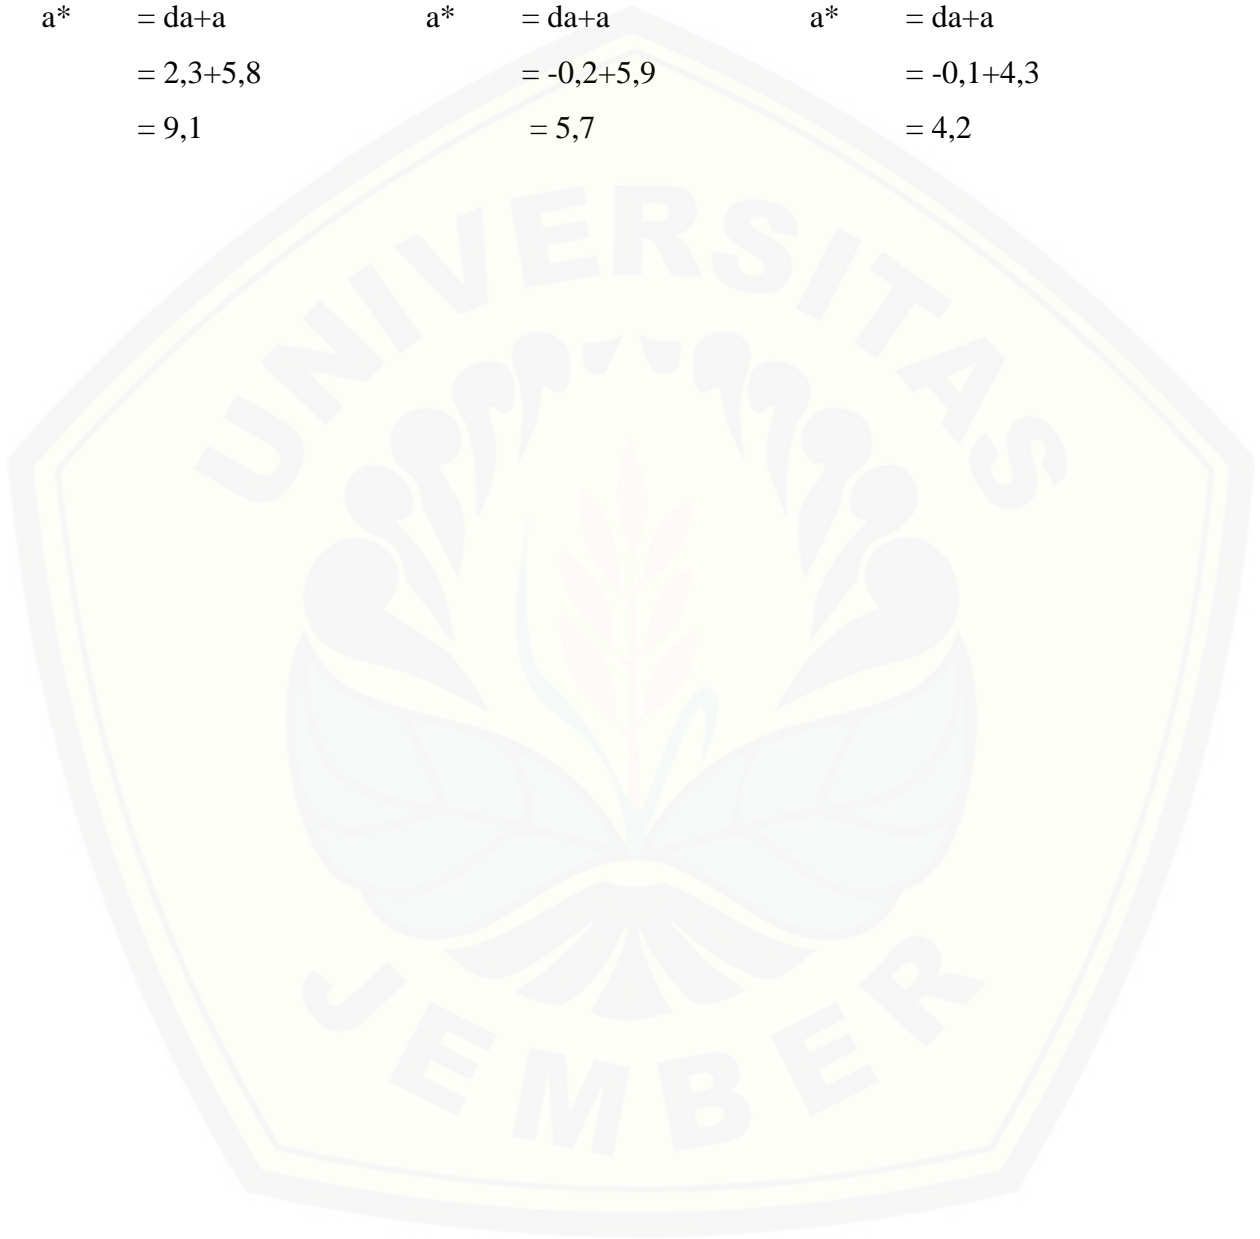 a* = da+a a* = da+a a* = da+a
= 2,3+5,8 = -0,2+5,9 = -0,1+4,3
= 9,1 = 5,7 = 4,2
UNIVERSITAS
JEMBER